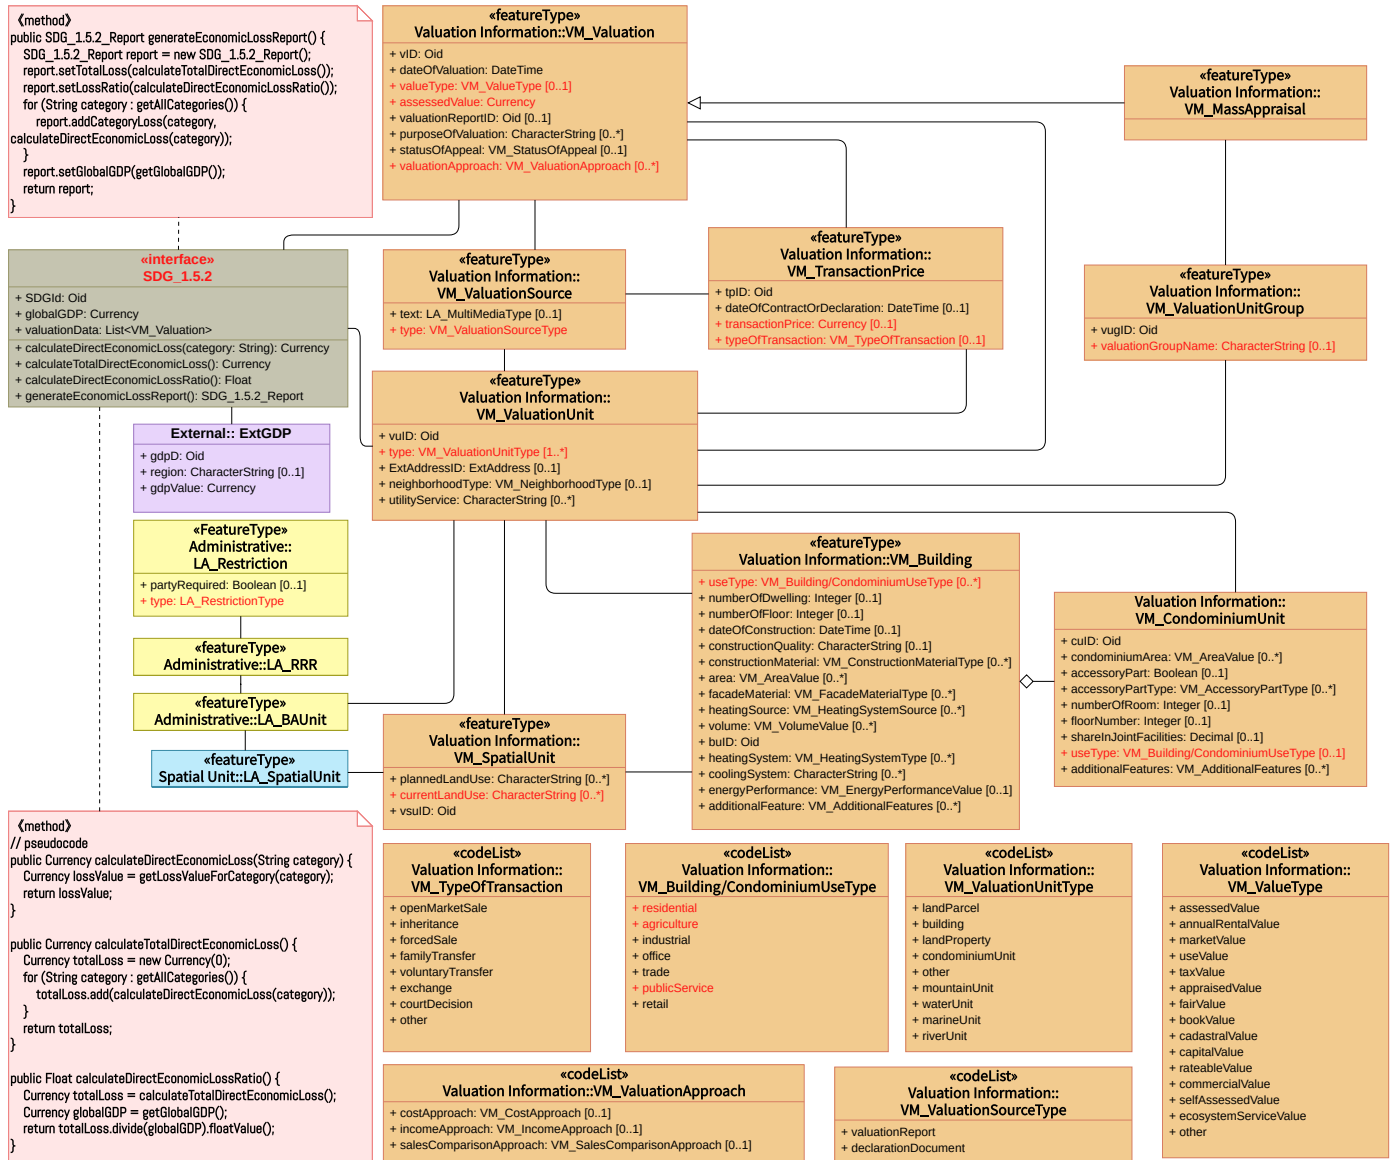 《method》
public SDG_1.5.2_Report generateEconomicLossReport() {
SDG_1.5.2_Report report = new SDG_1.5.2_Report();
report.setTotalLoss(calculateTotalDirectEconomicLoss());
report.setLossRatio(calculateDirectEconomicLossRatio());
for (String category : getAllCategories()) {
report.addCategoryLoss(category,
calculateDirectEconomicLoss(category));
}
report.setGlobalGDP(getGlobalGDP());
return report;
}
«featureType»
Valuation Information::VM_Valuation
+ vID: Oid
+ dateOfValuation: DateTime
+ valueType: VM_ValueType [0..1]
+ assessedValue: Currency
+ valuationReportID: Oid [0..1]
+ purposeOfValuation: CharacterString [0..*]
+ statusOfAppeal: VM_StatusOfAppeal [0..1]
+ valuationApproach: VM_ValuationApproach [0..*]
«featureType»
Valuation Information::
VM_MassAppraisal
«interface»
SDG_1.5.2
+ SDGId: Oid
+ globalGDP: Currency
+ valuationData: List<VM_Valuation>
+ calculateDirectEconomicLoss(category: String): Currency
+ calculateTotalDirectEconomicLoss(): Currency
+ calculateDirectEconomicLossRatio(): Float
+ generateEconomicLossReport(): SDG_1.5.2_Report
«featureType»
Valuation Information::
VM_ValuationSource
+ text: LA_MultiMediaType [0..1]
+ type: VM_ValuationSourceType
«featureType»
Valuation Information::
VM_TransactionPrice
+ tpID: Oid
+ dateOfContractOrDeclaration: DateTime [0..1]
+ transactionPrice: Currency [0..1]
+ typeOfTransaction: VM_TypeOfTransaction [0..1]
«featureType»
Valuation Information::
VM_ValuationUnitGroup
+ vugID: Oid
+ valuationGroupName: CharacterString [0..1]
«featureType»
Valuation Information::
VM_ValuationUnit
+ vuID: Oid
+ type: VM_ValuationUnitType [1..*]
+ ExtAddressID: ExtAddress [0..1]
+ neighborhoodType: VM_NeighborhoodType [0..1]
+ utilityService: CharacterString [0..*]
External:: ExtGDP
+ gdpD: Oid
+ region: CharacterString [0..1]
+ gdpValue: Currency
«FeatureType»
Administrative::
LA_Restriction
+ partyRequired: Boolean [0..1]
+ type: LA_RestrictionType
«featureType»
Administrative::LA_RRR
«featureType»
Administrative::LA_BAUnit
«featureType»
Spatial Unit::LA_SpatialUnit
«featureType»
Valuation Information::
VM_SpatialUnit
+ plannedLandUse: CharacterString [0..*]
+ currentLandUse: CharacterString [0..*]
+ vsuID: Oid
«featureType»
Valuation Information::VM_Building
+ useType: VM_Building/CondominiumUseType [0..*]
+ numberOfDwelling: Integer [0..1]
+ numberOfFloor: Integer [0..1]
+ dateOfConstruction: DateTime [0..1]
+ constructionQuality: CharacterString [0..1]
+ constructionMaterial: VM_ConstructionMaterialType [0..*]
+ area: VM_AreaValue [0..*]
+ facadeMaterial: VM_FacadeMaterialType [0..*]
+ heatingSource: VM_HeatingSystemSource [0..*]
+ volume: VM_VolumeValue [0..*]
+ buID: Oid
+ heatingSystem: VM_HeatingSystemType [0..*]
+ coolingSystem: CharacterString [0..*]
+ energyPerformance: VM_EnergyPerformanceValue [0..1]
+ additionalFeature: VM_AdditionalFeatures [0..*]
Valuation Information::
VM_CondominiumUnit
+ cuID: Oid
+ condominiumArea: VM_AreaValue [0..*]
+ accessoryPart: Boolean [0..1]
+ accessoryPartType: VM_AccessoryPartType [0..*]
+ numberOfRoom: Integer [0..1]
+ floorNumber: Integer [0..1]
+ shareInJointFacilities: Decimal [0..1]
+ useType: VM_Building/CondominiumUseType [0..1]
+ additionalFeatures: VM_AdditionalFeatures [0..*]
《method》
// pseudocode
public Currency calculateDirectEconomicLoss(String category) {
Currency lossValue = getLossValueForCategory(category);
return lossValue;
}
public Currency calculateTotalDirectEconomicLoss() {
Currency totalLoss = new Currency(0);
for (String category : getAllCategories()) {
totalLoss.add(calculateDirectEconomicLoss(category));
}
return totalLoss;
}
public Float calculateDirectEconomicLossRatio() {
Currency totalLoss = calculateTotalDirectEconomicLoss();
Currency globalGDP = getGlobalGDP();
return totalLoss.divide(globalGDP).floatValue();
}
«codeList»
Valuation Information::
VM_TypeOfTransaction
+ openMarketSale
+ inheritance
+ forcedSale
+ familyTransfer
+ voluntaryTransfer
+ exchange
+ courtDecision
+ other
«codeList»
Valuation Information::
VM_Building/CondominiumUseType
+ residential
+ agriculture
+ industrial
+ office
+ trade
+ publicService
+ retail
«codeList»
Valuation Information::
VM_ValuationUnitType
+ landParcel
+ building
+ landProperty
+ condominiumUnit
+ other
+ mountainUnit
+ waterUnit
+ marineUnit
+ riverUnit
«codeList»
Valuation Information::
VM_ValueType
+ assessedValue
+ annualRentalValue
+ marketValue
+ useValue
+ taxValue
+ appraisedValue
+ fairValue
+ bookValue
+ cadastralValue
+ capitalValue
+ rateableValue
+ commercialValue
+ selfAssessedValue
+ ecosystemServiceValue
+ other
«codeList»
Valuation Information::VM_ValuationApproach
+ costApproach: VM_CostApproach [0..1]
+ incomeApproach: VM_IncomeApproach [0..1]
+ salesComparisonApproach: VM_SalesComparisonApproach [0..1]
«codeList»
Valuation Information::
VM_ValuationSourceType
+ valuationReport
+ declarationDocument